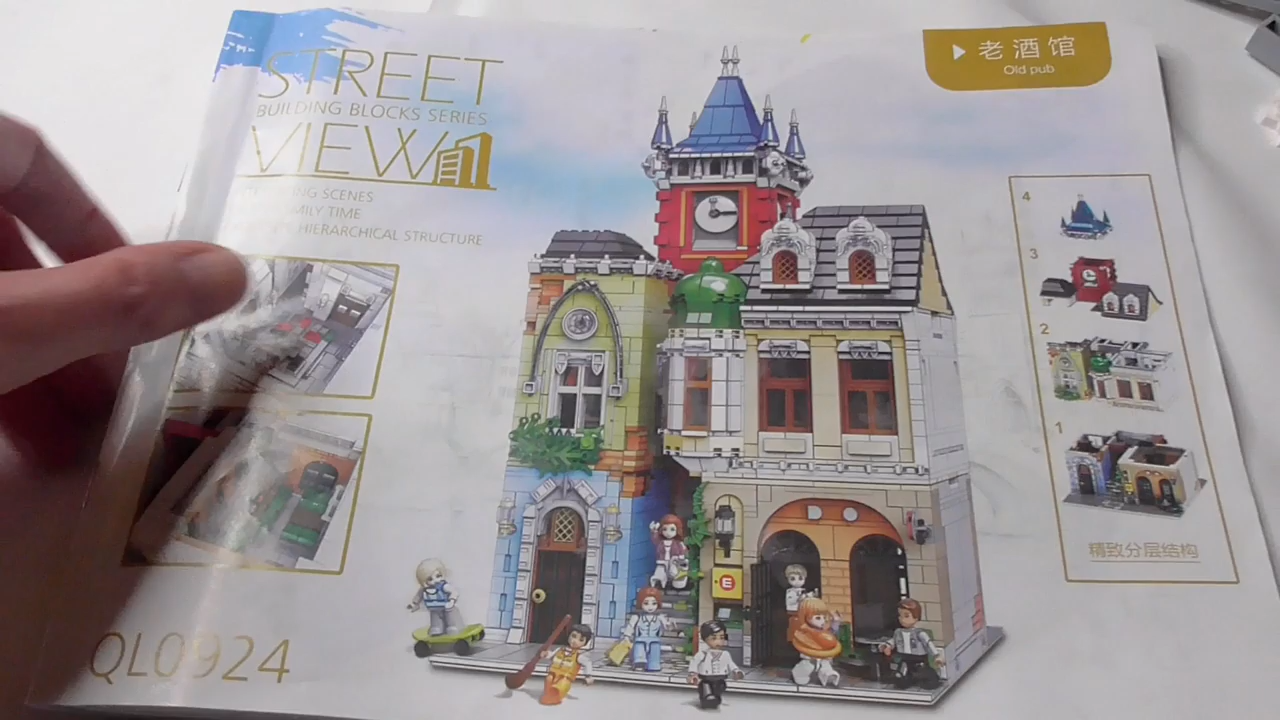 STREET
BUILDING BLOCKS SERIES
VIEW
SCENES
TIME
HIERARCHICAL STRUCTURE
老酒馆
Old pub
4
3
2
1
精致分层结构
E
QL0924